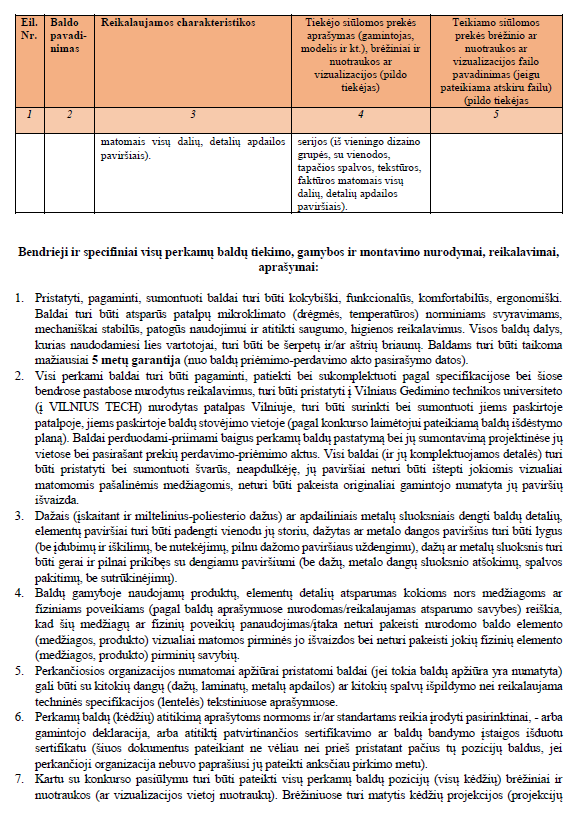 Eil. Nr.
Baldo pavadi-nimas
Reikalaujamos charakteristikos
Tiekėjo siūlomos prekės aprašymas (gamintojas, modelis ir kt.), brėžiniai ir nuotraukos ar vizualizacijos (pildo tiekėjas)
Teikiamo siūlomos prekės brėžinio ar nuotraukos ar vizualizacijos failo pavadinimas (jeigu pateikiama atskiru failu) (pildo tiekėjas
1 2 3 4 5
matomais visų dalių, detalių apdailos
paviršiais).
serijos (iš vieningo dizaino
grupės, su vienodos,
tapačios spalvos, tekstūros,
faktūros matomais visų
dalių, detalių apdailos
paviršiais).
Bendrieji ir specifiniai visų perkamų baldų tiekimo, gamybos ir montavimo nurodymai, reikalavimai,
aprašymai:
1. Pristatyti, pagaminti, sumontuoti baldai turi būti kokybiški, funkcionalūs, komfortabilūs, ergonomiški.
Baldai turi būti atsparūs patalpų mikroklimato (drėgmės, temperatūros) norminiams svyravimams,
mechaniškai stabilūs, patogūs naudojimui ir atitikti saugumo, higienos reikalavimus. Visos baldų dalys,
kurias naudodamiesi lies vartotojai, turi būti be šerpetų ir/ar aštrių briaunų. Baldams turi būti taikoma
mažiausiai 5 metų garantija (nuo baldų priėmimo-perdavimo akto pasirašymo datos).
2. Visi perkami baldai turi būti pagaminti, patiekti bei sukomplektuoti pagal specifikacijose bei šiose
bendrose pastabose nurodytus reikalavimus, turi būti pristatyti į Vilniaus Gedimino technikos universiteto
(į VILNIUS TECH) nurodytas patalpas Vilniuje, turi būti surinkti bei sumontuoti jiems paskirtoje
patalpoje, jiems paskirtoje baldų stovėjimo vietoje (pagal konkurso laimėtojui pateikiamą baldų išdėstymo
planą). Baldai perduodami-priimami baigus perkamų baldų pastatymą bei jų sumontavimą projektinėse jų
vietose bei pasirašant prekių perdavimo-priėmimo aktus. Visi baldai (ir jų komplektuojamos detalės) turi
būti pristatyti bei sumontuoti švarūs, neapdulkėję, jų paviršiai neturi būti ištepti jokiomis vizualiai
matomomis pašalinėmis medžiagomis, neturi būti pakeista originaliai gamintojo numatyta jų paviršių
išvaizda.
3. Dažais (įskaitant ir miltelinius-poliesterio dažus) ar apdailiniais metalų sluoksniais dengti baldų detalių,
elementų paviršiai turi būti padengti vienodu jų storiu, dažytas ar metalo dangos paviršius turi būti lygus
(be įdubimų ir iškilimų, be nutekėjimų, pilnu dažomo paviršiaus uždengimu), dažų ar metalų sluoksnis turi
būti gerai ir pilnai prikibęs su dengiamu paviršiumi (be dažų, metalo dangų sluoksnio atšokimų, spalvos
pakitimų, be sutrūkinėjimų).
4. Baldų gamyboje naudojamų produktų, elementų detalių atsparumas kokioms nors medžiagoms ar
fiziniams poveikiams (pagal baldų aprašymuose nurodomas/reikalaujamas atsparumo savybes) reiškia,
kad šių medžiagų ar fizinių poveikių panaudojimas/įtaka neturi pakeisti nurodomo baldo elemento
(medžiagos, produkto) vizualiai matomos pirminės jo išvaizdos bei neturi pakeisti jokių fizinių elemento
(medžiagos, produkto) pirminių savybių.
5. Perkančiosios organizacijos numatomai apžiūrai pristatomi baldai (jei tokia baldų apžiūra yra numatyta)
gali būti su kitokių dangų (dažų, laminatų, metalų apdailos) ar kitokių spalvų išpildymo nei reikalaujama
techninės specifikacijos (lentelės) tekstiniuose aprašymuose.
6. Perkamų baldų (kėdžių) atitikimą aprašytoms normoms ir/ar standartams reikia įrodyti pasirinktinai, - arba
gamintojo deklaracija, arba atitiktį patvirtinančios sertifikavimo ar baldų bandymo įstaigos išduotu
sertifikatu (šiuos dokumentus pateikiant ne vėliau nei prieš pristatant pačius tų pozicijų baldus, jei
perkančioji organizacija nebuvo paprašiusi jų pateikti anksčiau pirkimo metu).
7. Kartu su konkurso pasiūlymu turi būti pateikti visų perkamų baldų pozicijų (visų kėdžių) brėžiniai ir
nuotraukos (ar vizualizacijos vietoj nuotraukų). Brėžiniuose turi matytis kėdžių projekcijos (projekcijų